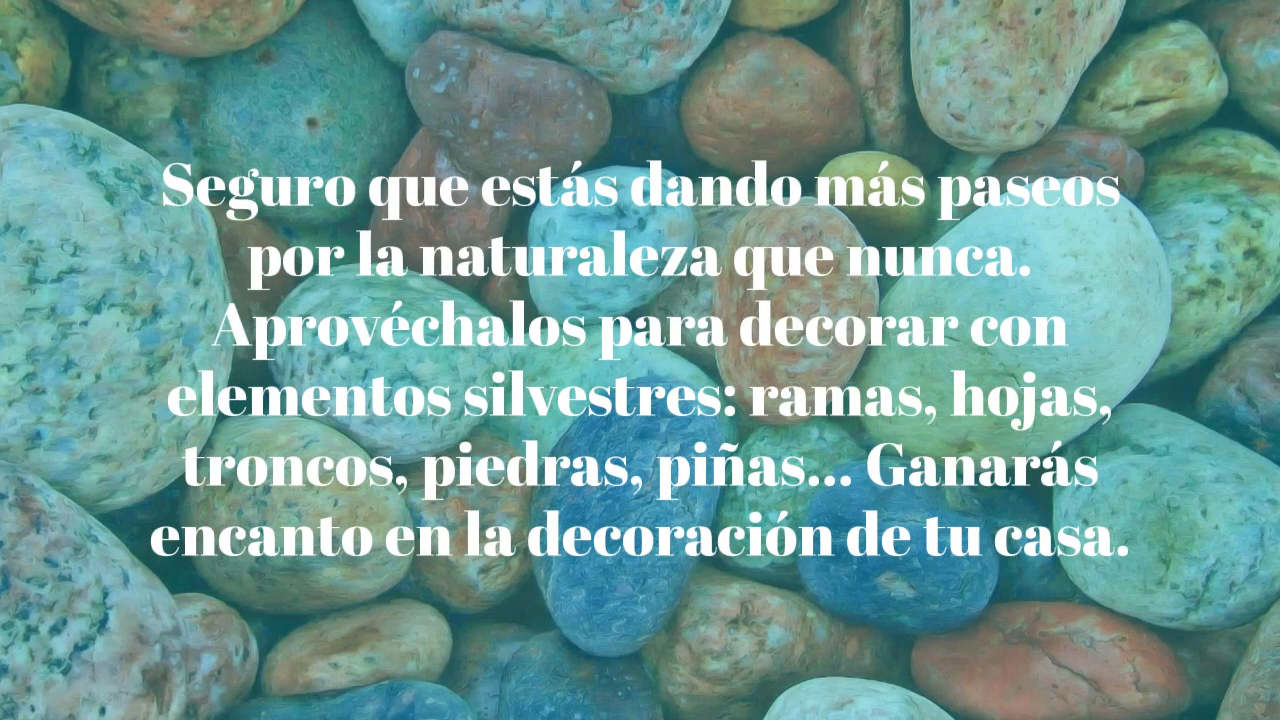 Seguro que estás dando más paseos
por la naturaleza que nunca.
Aprovéchalos para decorar con
elementos silvestres: ramas, hojas,
troncos, piedras, piñas... Ganarás
encanto en la decoración de tu casa.